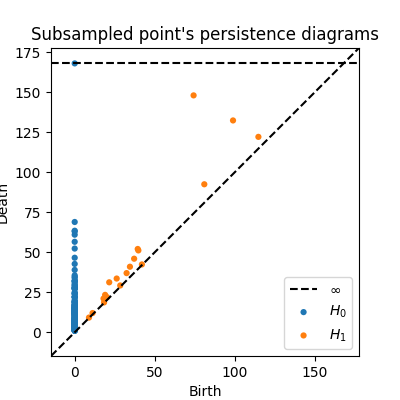 Subsampled point's persistence diagrams
175
150
125
100
75
50
25
0
Death
0
50
100
150
Birth
∞
H₀
H₁